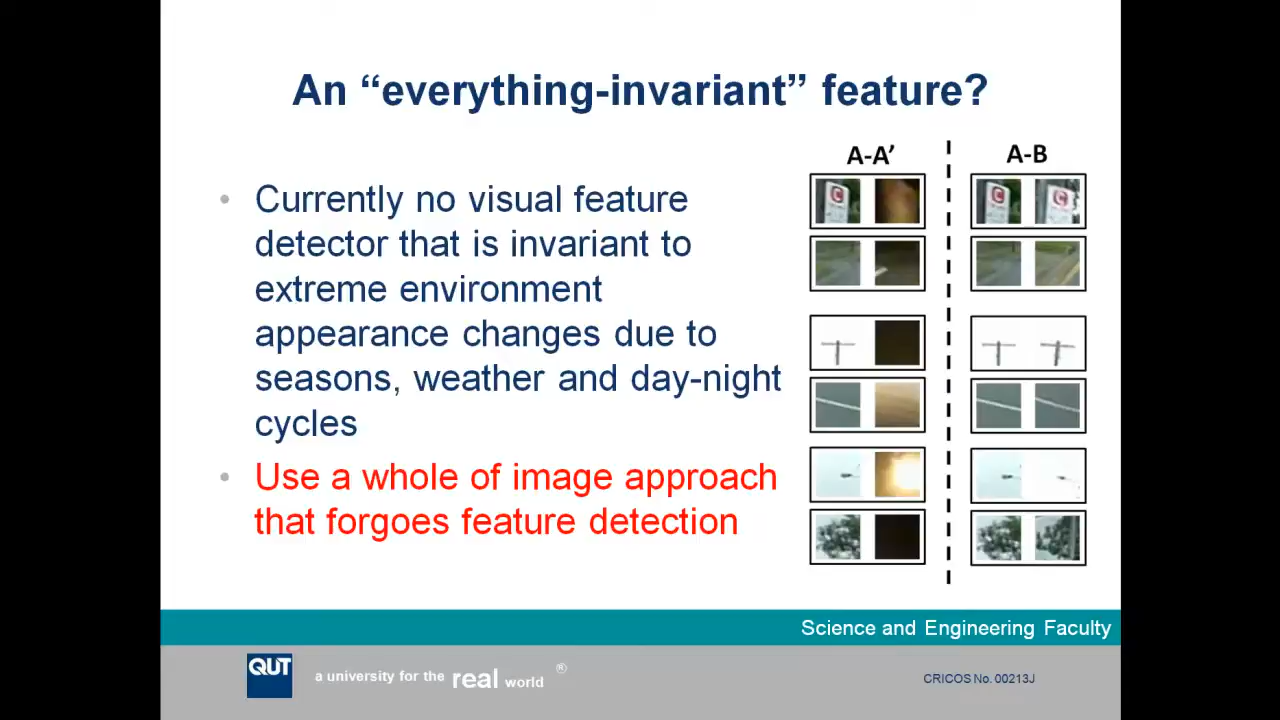 An “everything-invariant” feature?
A-A’
A-B
• Currently no visual feature
detector that is invariant to
extreme environment
appearance changes due to
seasons, weather and day-night
cycles
• Use a whole of image approach
that forgoes feature detection
C
C
C
Science and Engineering Faculty
QUT
a university for the real world ®
CRICOS No. 00213J